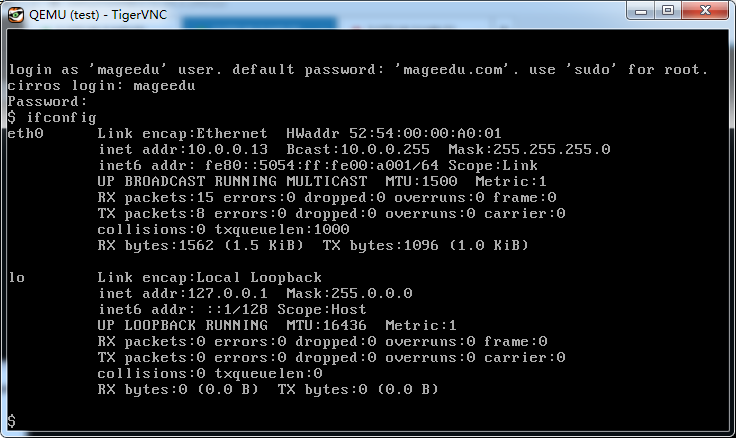 QEMU (test) - TigerVNC
login as 'mageedu' user. default password: 'mageedu.com'. use 'sudo' for root.
cirros login: mageedu
Password:
$ ifconfig
eth0      Link encap:Ethernet  HWaddr 52:54:00:00:A0:01
          inet addr:10.0.0.13  Bcast:10.0.0.255  Mask:255.255.255.0
          inet6 addr: fe80::5054:ff:fe00:a001/64 Scope:Link
          UP BROADCAST RUNNING MULTICAST  MTU:1500  Metric:1
          RX packets:15 errors:0 dropped:0 overruns:0 frame:0
          TX packets:8 errors:0 dropped:0 overruns:0 carrier:0
          collisions:0 txqueuelen:1000
          RX bytes:1562 (1.5 KiB)  TX bytes:1096 (1.0 KiB)
lo        Link encap:Local Loopback
          inet addr:127.0.0.1  Mask:255.0.0.0
          inet6 addr: ::1/128 Scope:Host
          UP LOOPBACK RUNNING  MTU:16436  Metric:1
          RX packets:0 errors:0 dropped:0 overruns:0 frame:0
          TX packets:0 errors:0 dropped:0 overruns:0 carrier:0
          collisions:0 txqueuelen:0
          RX bytes:0 (0.0 B)  TX bytes:0 (0.0 B)
$